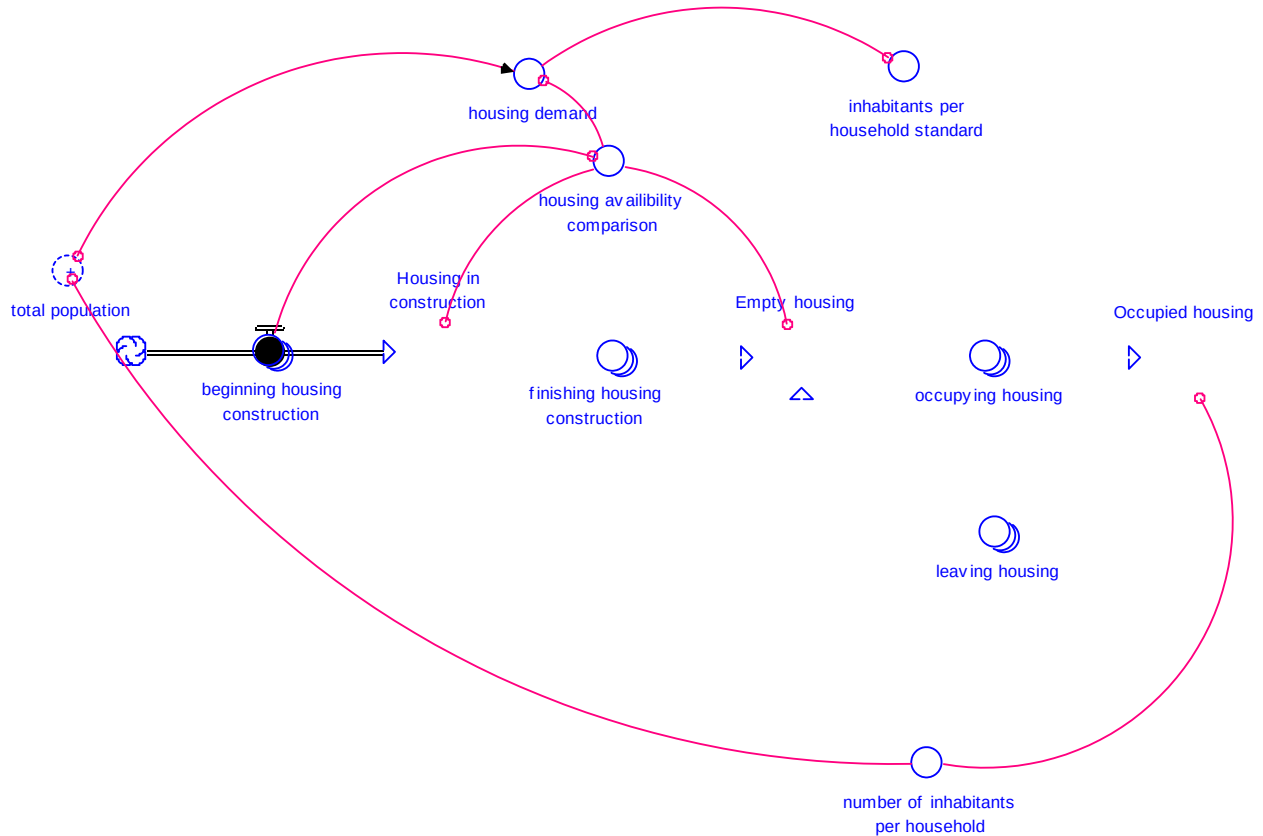 housing demand
inhabitants per
household standard
housing availibility
comparison
Housing in
construction
Empty housing
total population
Occupied housing
beginning housing
construction
finishing housing
construction
occupying housing
leaving housing
number of inhabitants
per household